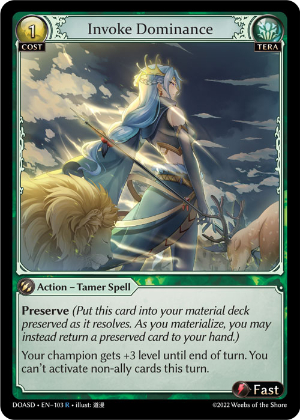 1
COST
Invoke Dominance
TERA
Action – Tamer Spell
Preserve (Put this card into your material deck
preserved as it resolves. As you materialize, you may
instead return a preserved card to your hand.)
Your champion gets +3 level until end of turn. You
can't activate non-ally cards this turn.
Fast
DOASD • EN-103 R • illust: 漫漫
©2022 Weebs of the Shore